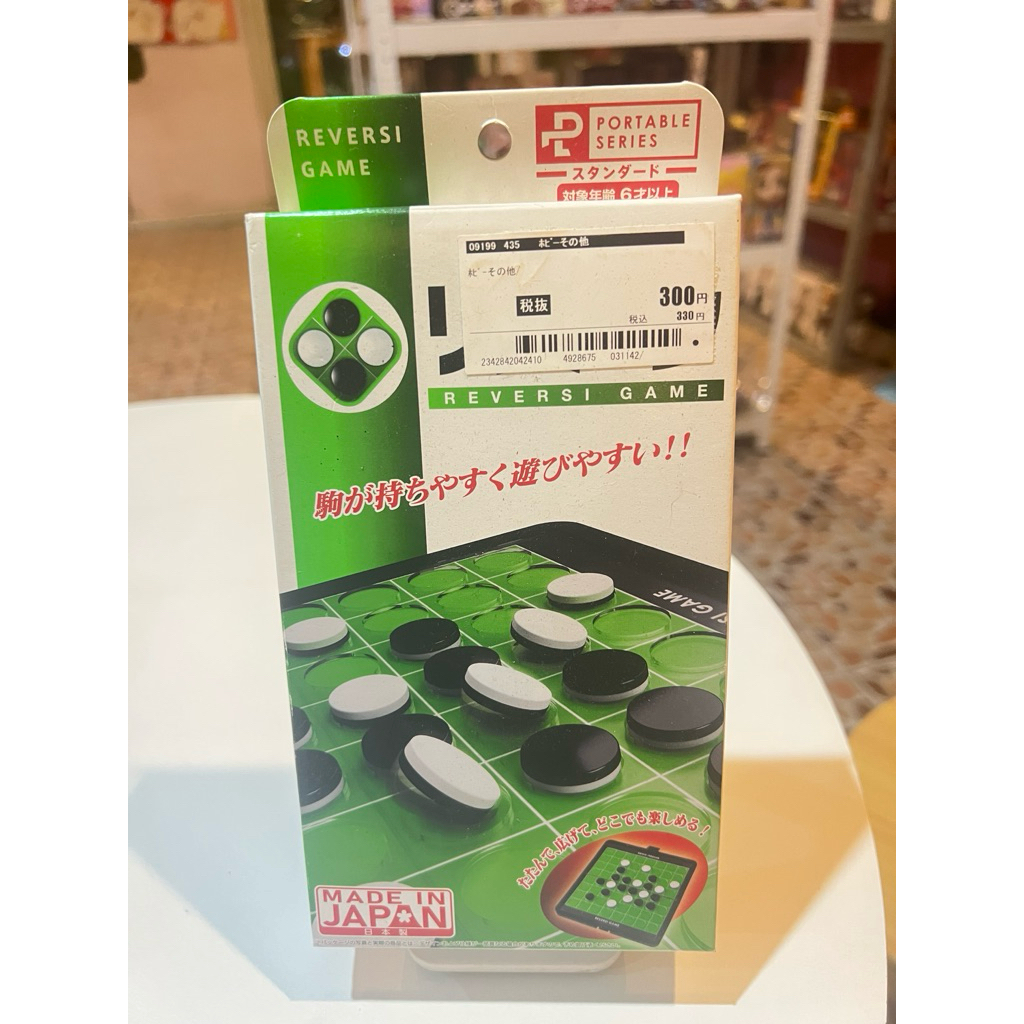 REVERSI
GAME
PORTABLE
SERIES
スタンダード
対象年齢 6才以上
09199 435 ﾎﾋﾞｰその他
ﾎﾋﾞｰその他
税抜
300円
税込 330円
2342842042410 4928675 031142/
REVERSI GAME
駒が持ちやすく遊びやすい!!
SI GAME
たたんで、広げて、どこでも楽しめる!
MADE IN
JAPAN
日本製